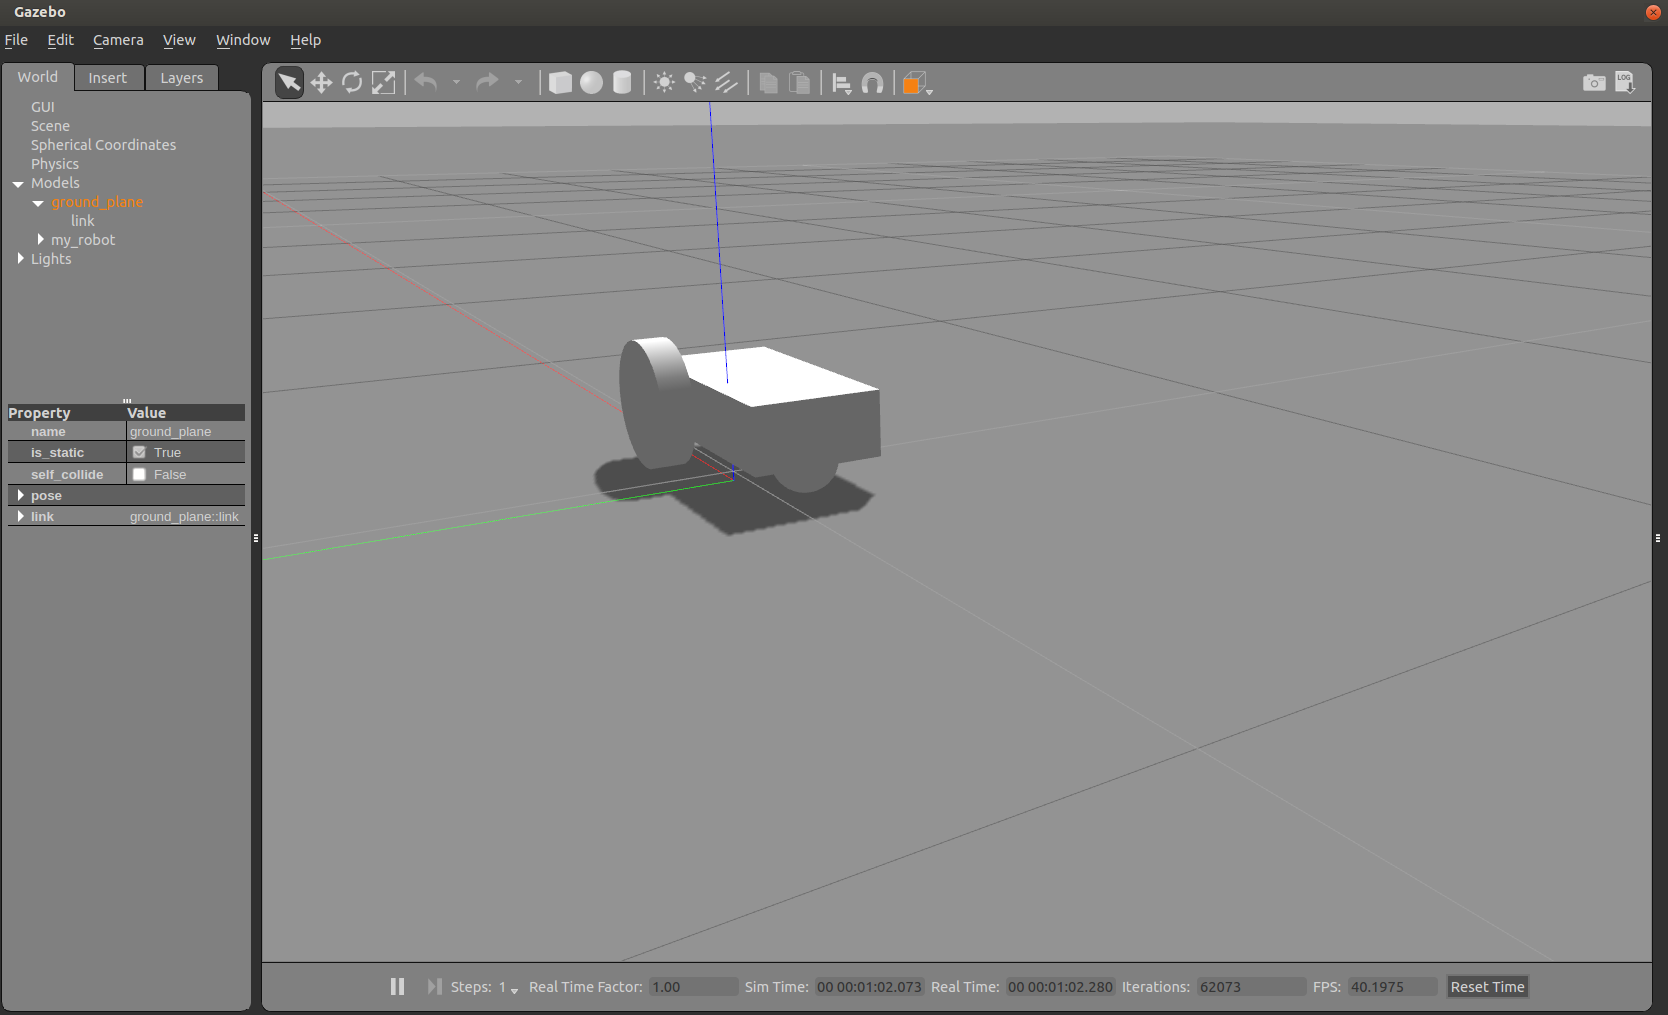 Gazebo
File Edit Camera View Window Help
World Insert Layers
LOG
GUI
Scene
Spherical Coordinates
Physics
Models
ground_plane
link
my_robot
Lights
Property Value
name ground_plane
is_static True
self_collide False
pose
link ground_plane::link
Steps: 1 Real Time Factor: 1.00 Sim Time: 00 00:01:02.073 Real Time: 00 00:01:02.280 Iterations: 62073 FPS: 40.1975 Reset Time